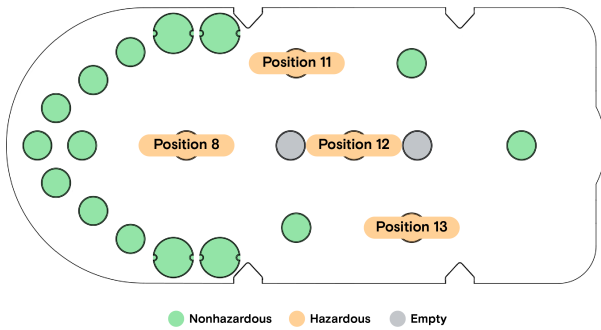 Position 11
Position 8
Position 12
Position 13
Nonhazardous
Hazardous
Empty